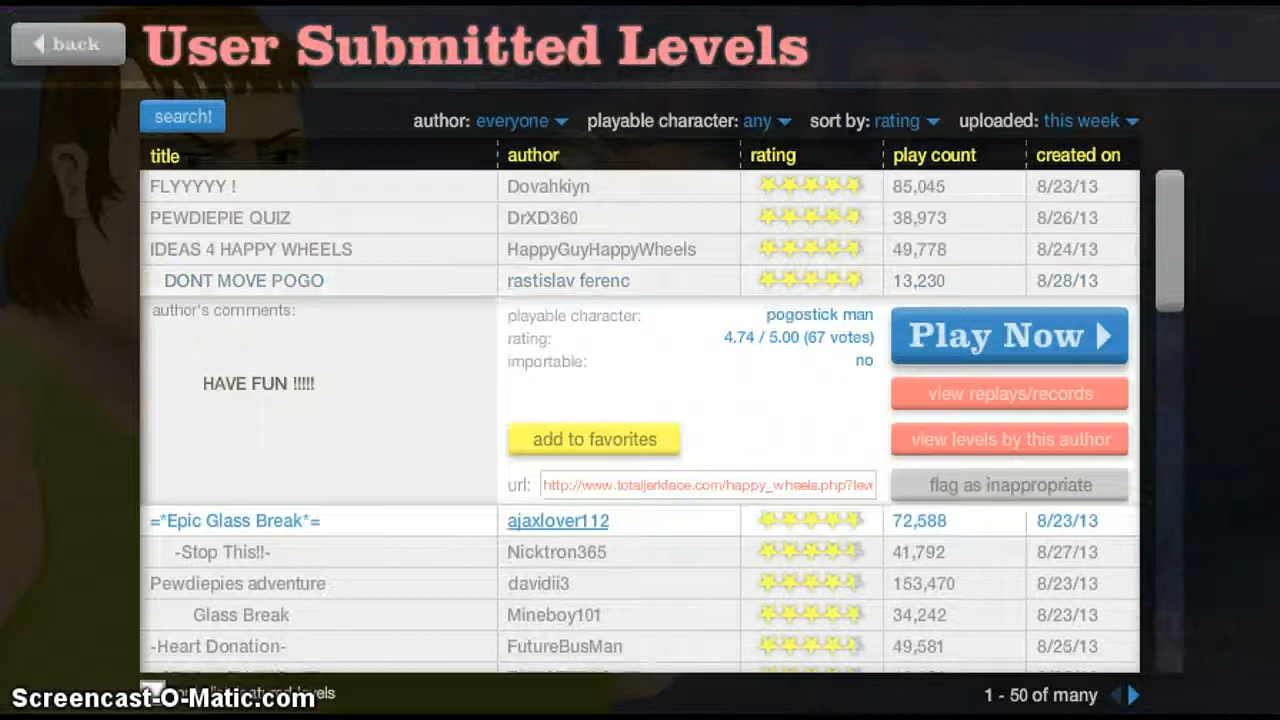 back
User Submitted Levels
search!
author: everyone
playable character: any
sort by: rating
uploaded: this week
title author rating play count created on
FLYYYYY ! Dovahkiyn 85,045 8/23/13
PEWDIEPIE QUIZ DrXD360 38,973 8/26/13
IDEAS 4 HAPPY WHEELS HappyGuyHappyWheels 49,778 8/24/13
DONT MOVE POGO rastislav ferenc 13,230 8/28/13
author's comments:
HAVE FUN !!!!!
playable character: pogostick man
rating: 4.74 / 5.00 (67 votes)
importable: no
add to favorites
url: http://www.totaljerkface.com/happy_wheels.php?leve
Play Now
view replays/records
view levels by this author
flag as inappropriate
=*Epic Glass Break*= ajaxlover112 72,588 8/23/13
-Stop This!!- Nicktron365 41,792 8/27/13
Pewdiepies adventure davidii3 153,470 8/23/13
Glass Break Mineboy101 34,242 8/23/13
-Heart Donation- FutureBusMan 49,581 8/25/13
levels
Screencast-O-Matic.com
1 - 50 of many